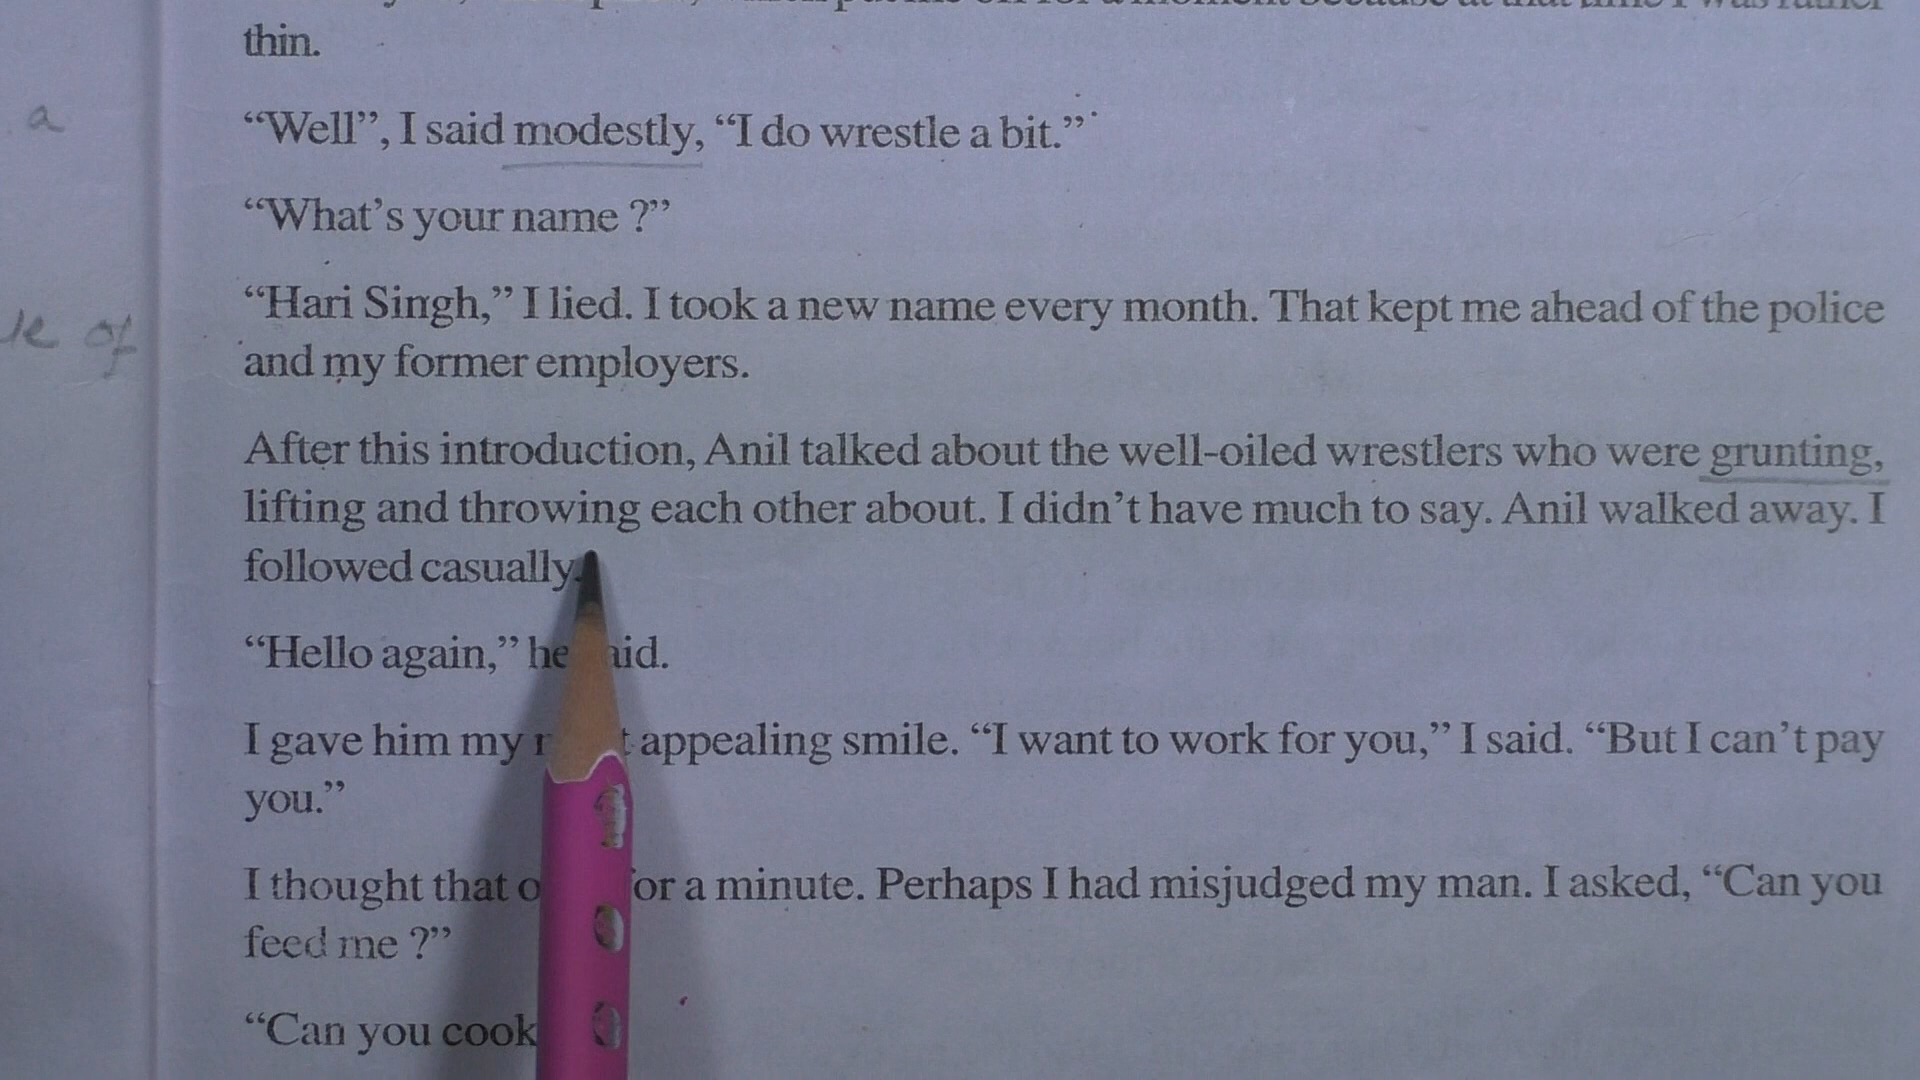 thin.
“Well”, I said modestly, “I do wrestle a bit.”
“What’s your name ?”
“Hari Singh,” I lied. I took a new name every month. That kept me ahead of the police
and my former employers.
After this introduction, Anil talked about the well-oiled wrestlers who were grunting,
lifting and throwing each other about. I didn’t have much to say. Anil walked away. I
followed casually.
“Hello again,” he said.
I gave him my appealing smile. “I want to work for you,” I said. “But I can’t pay
you.”
I thought that for a minute. Perhaps I had misjudged my man. I asked, “Can you
feed me ?”
“Can you cook
a
of